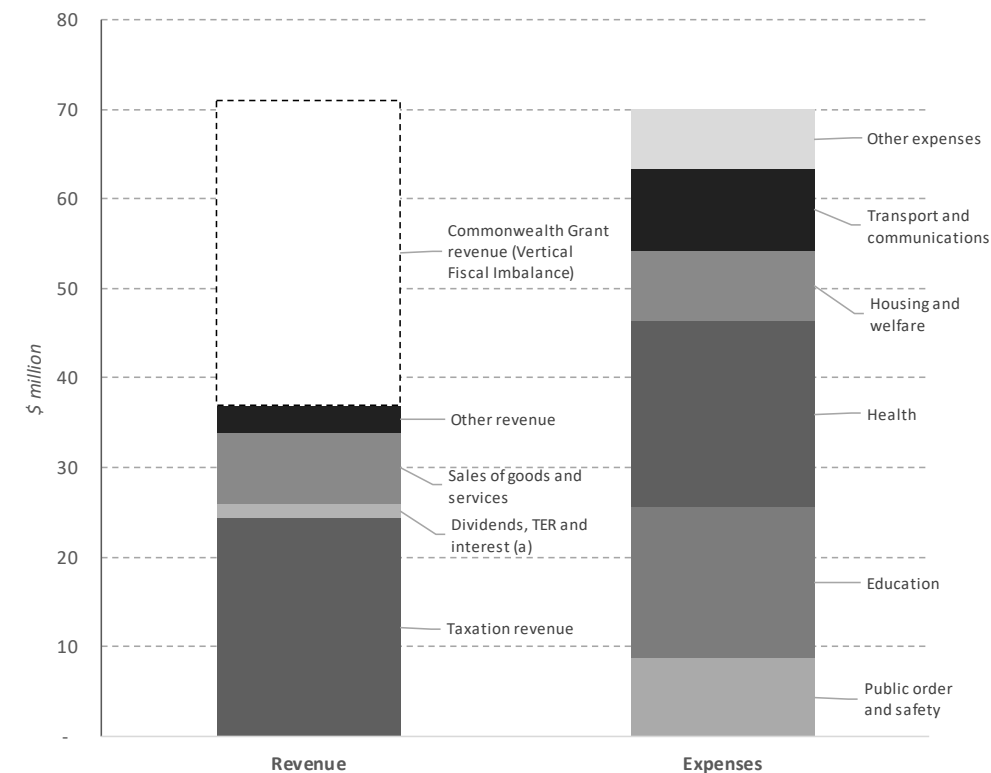 80
70
60
50
40
30
20
10
-
$ million
Commonwealth Grant
revenue (Vertical
Fiscal Imbalance)
Other revenue
Sales of goods and
services
Dividends, TER and
interest (a)
Taxation revenue
Other expenses
Transport and
communications
Housing and
welfare
Health
Education
Public order
and safety
Revenue
Expenses